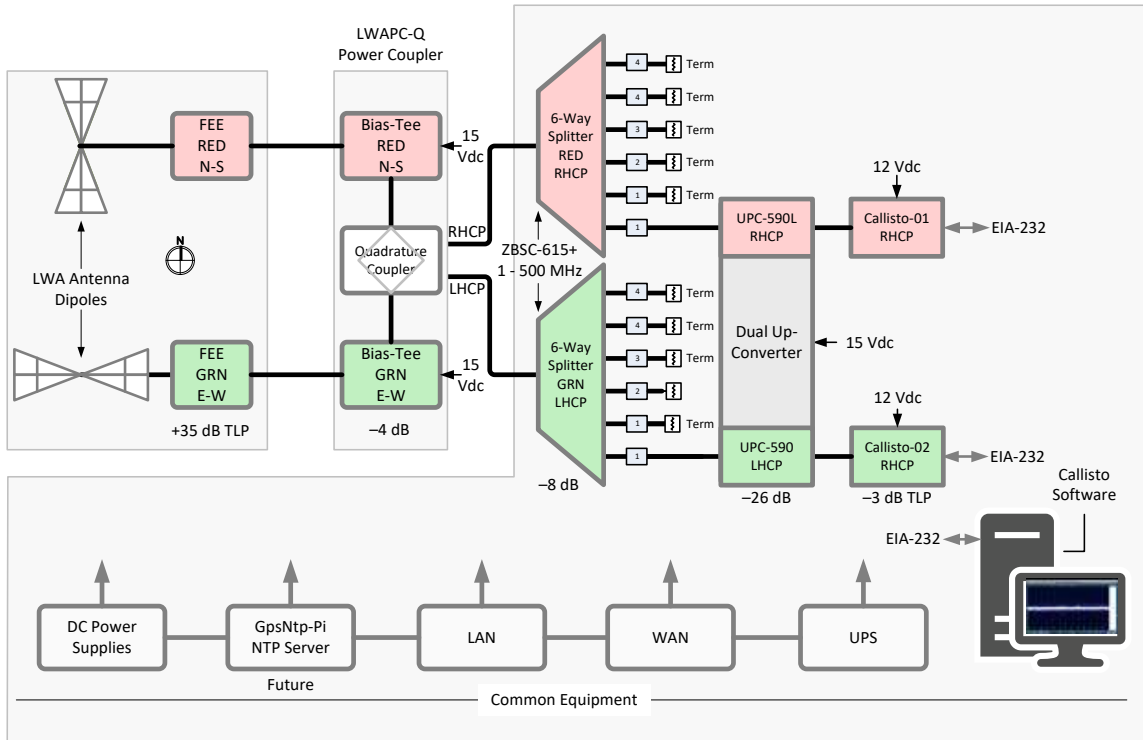 LWAPC-Q
Power Coupler
FEE
RED
N-S
Bias-Tee
RED
N-S
15
Vdc
6-Way
Splitter
RED
RHCP
4
Term
4
Term
3
Term
2
Term
1
Term
1
UPC-590L
RHCP
12 Vdc
Callisto-01
RHCP
EIA-232
N
LWA Antenna
Dipoles
Quadrature
Coupler
RHCP
LHCP
ZBSC-615+
1 - 500 MHz
Dual Up-
Converter
15 Vdc
FEE
GRN
E-W
+35 dB TLP
Bias-Tee
GRN
E-W
–4 dB
15
Vdc
6-Way
Splitter
GRN
LHCP
–8 dB
4
Term
4
Term
3
Term
2
1
Term
1
UPC-590
LHCP
–26 dB
12 Vdc
Callisto-02
RHCP
–3 dB TLP
EIA-232
Callisto
Software
EIA-232
DC Power
Supplies
GpsNtp-Pi
NTP Server
Future
LAN
WAN
UPS
Common Equipment